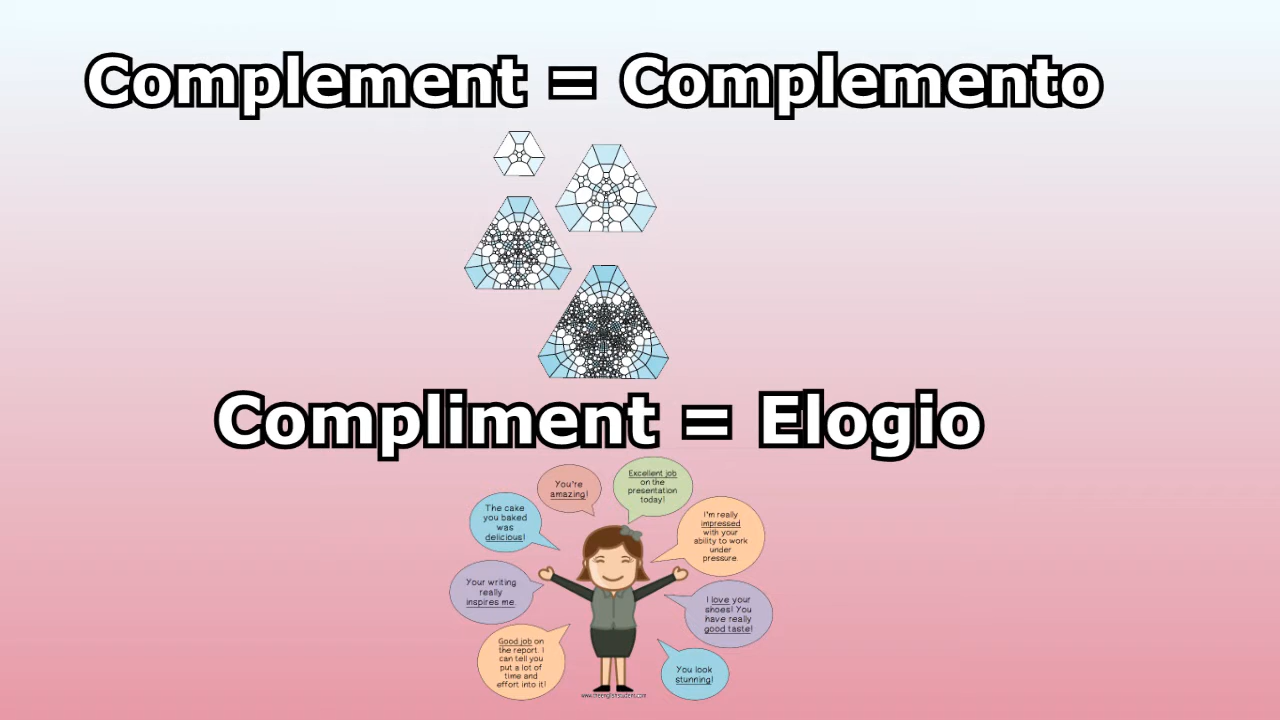 Complement = Complemento
Compliment = Elogio
You're
amazing!
Excellent job
on the
presentation
today!
The cake
you baked
was
delicious!
I'm really
impressed
with your
ability to work
under
pressure.
Your writing
really
inspires me.
I love your
shoes! You
have really
good taste!
Good job on
the report. I
can tell you
put a lot of
time and
effort into it!
You look
stunning!
www.theenglishstudent.com